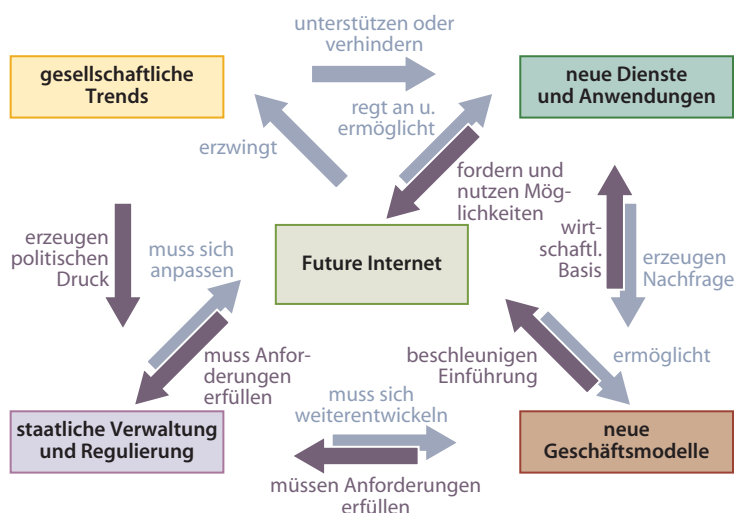 unterstützen oder
verhindern
gesellschaftliche
Trends
neue Dienste
und Anwendungen
regt an u.
ermöglicht
erzwingt
fordern und
nutzen Mög-
lichkeiten
erzeugen
politischen
Druck
muss sich
anpassen
Future Internet
wirt-
schaftl.
Basis
erzeugen
Nachfrage
muss Anfor-
derungen
erfüllen
beschleunigen
Einführung
ermöglicht
staatliche Verwaltung
und Regulierung
muss sich
weiterentwickeln
neue
Geschäftsmodelle
müssen Anforderungen
erfüllen